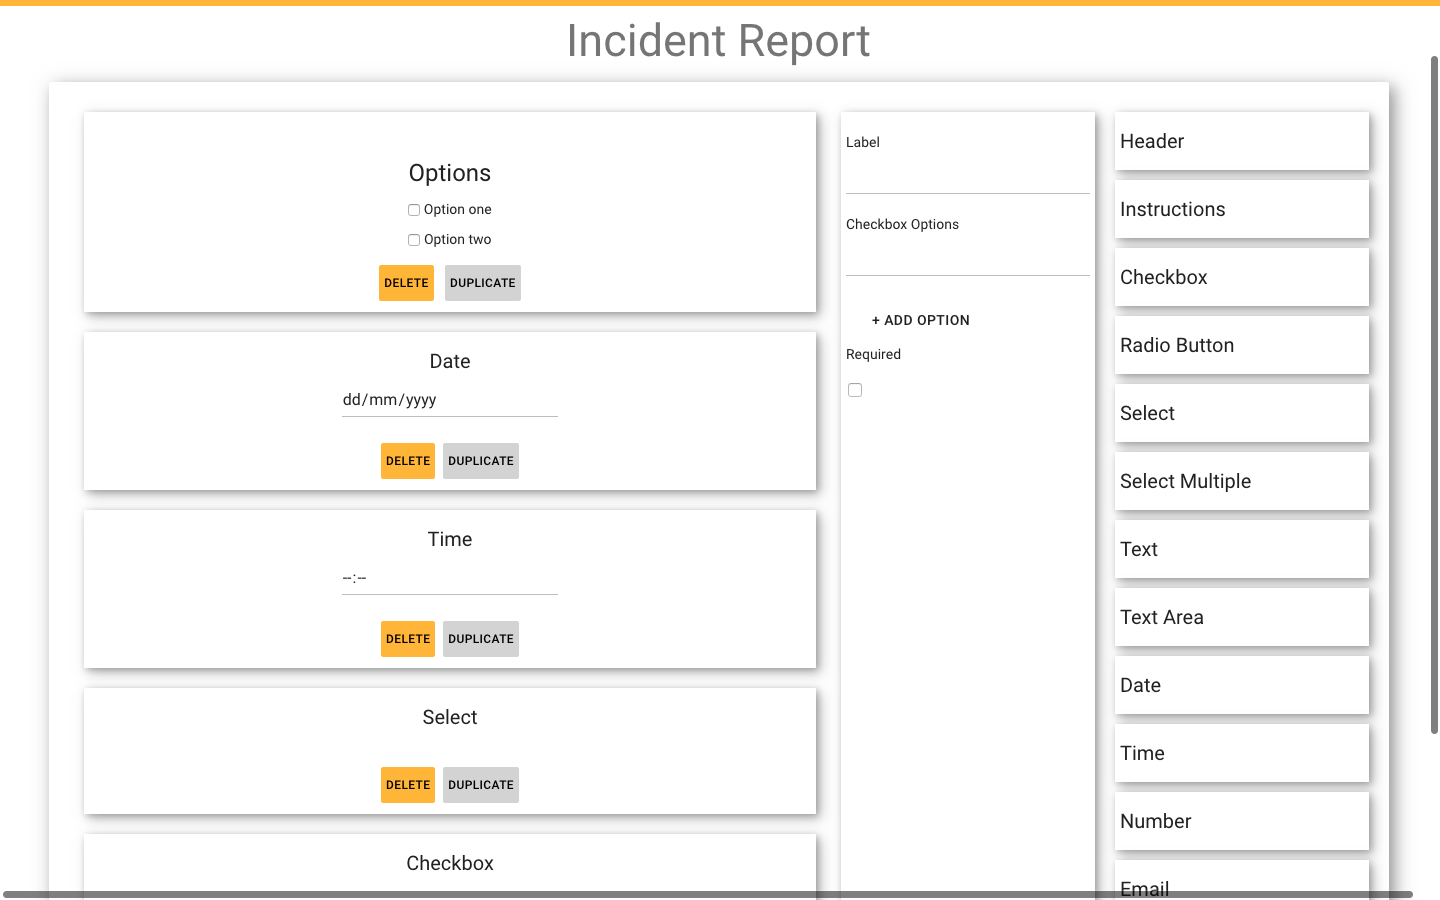 Incident Report
Options
Option one
Option two
DELETE DUPLICATE
Date
dd/mm/yyyy
DELETE DUPLICATE
Time
--:--
DELETE DUPLICATE
Select
DELETE DUPLICATE
Checkbox
Label
Checkbox Options
+ ADD OPTION
Required
Header
Instructions
Checkbox
Radio Button
Select
Select Multiple
Text
Text Area
Date
Time
Number
Email